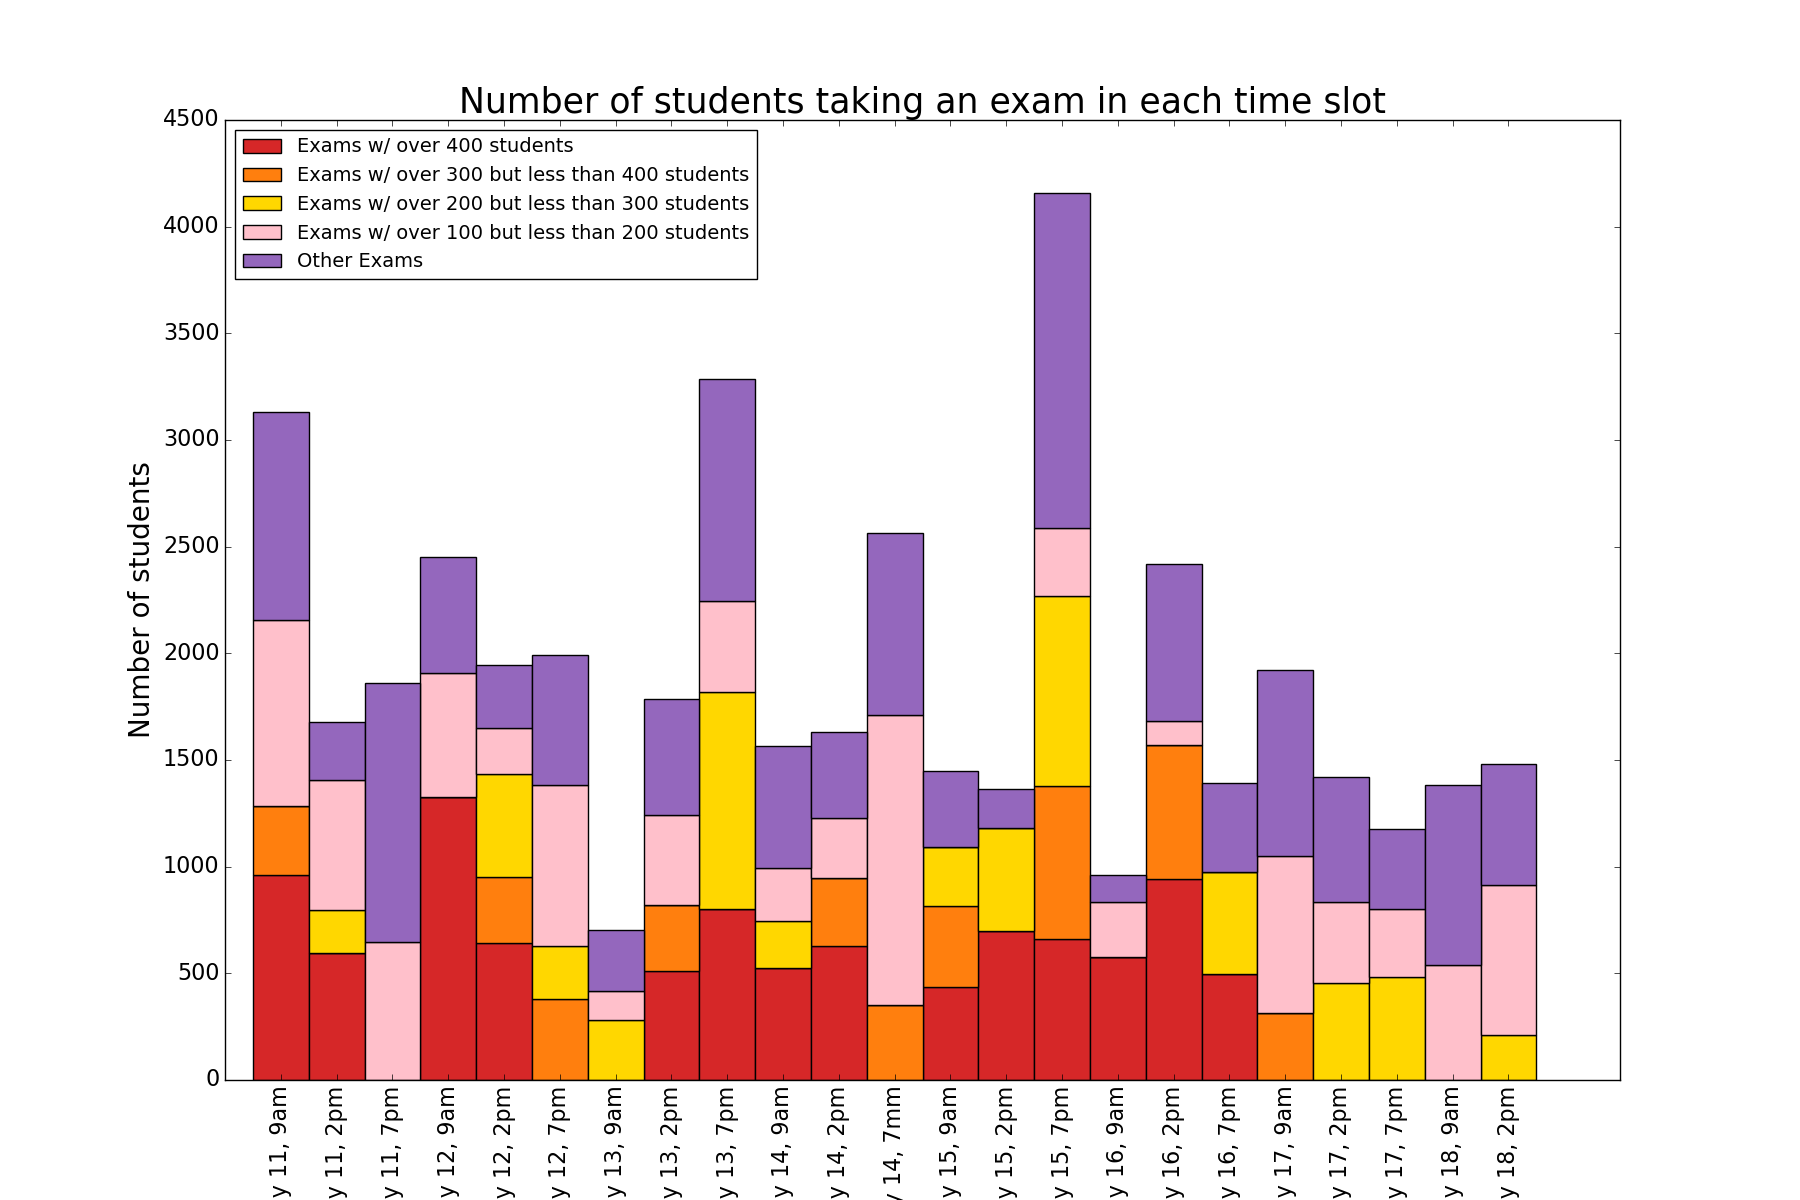 Number of students taking an exam in each time slot
Exams w/ over 400 students
Exams w/ over 300 but less than 400 students
Exams w/ over 200 but less than 300 students
Exams w/ over 100 but less than 200 students
Other Exams
Number of students
4500
4000
3500
3000
2500
2000
1500
1000
500
0
y 11, 9am
y 11, 2pm
y 11, 7pm
y 12, 9am
y 12, 2pm
y 12, 7pm
y 13, 9am
y 13, 2pm
y 13, 7pm
y 14, 9am
y 14, 2pm
y 14, 7mm
y 15, 9am
y 15, 2pm
y 15, 7pm
y 16, 9am
y 16, 2pm
y 16, 7pm
y 17, 9am
y 17, 2pm
y 17, 7pm
y 18, 9am
y 18, 2pm